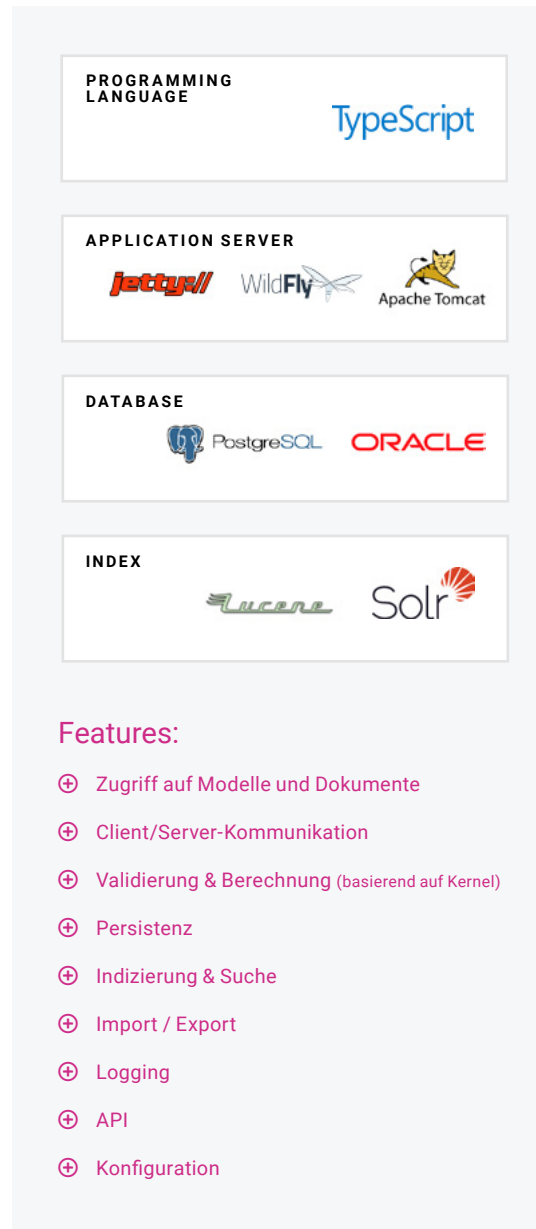 PROGRAMMING
LANGUAGE
TypeScript
APPLICATION SERVER
jetty://
WildFly
Apache Tomcat
DATABASE
PostgreSQL
ORACLE
INDEX
Lucene
Solr
Features:
Zugriff auf Modelle und Dokumente
Client/Server-Kommunikation
Validierung & Berechnung (basierend auf Kernel)
Persistenz
Indizierung & Suche
Import / Export
Logging
API
Konfiguration